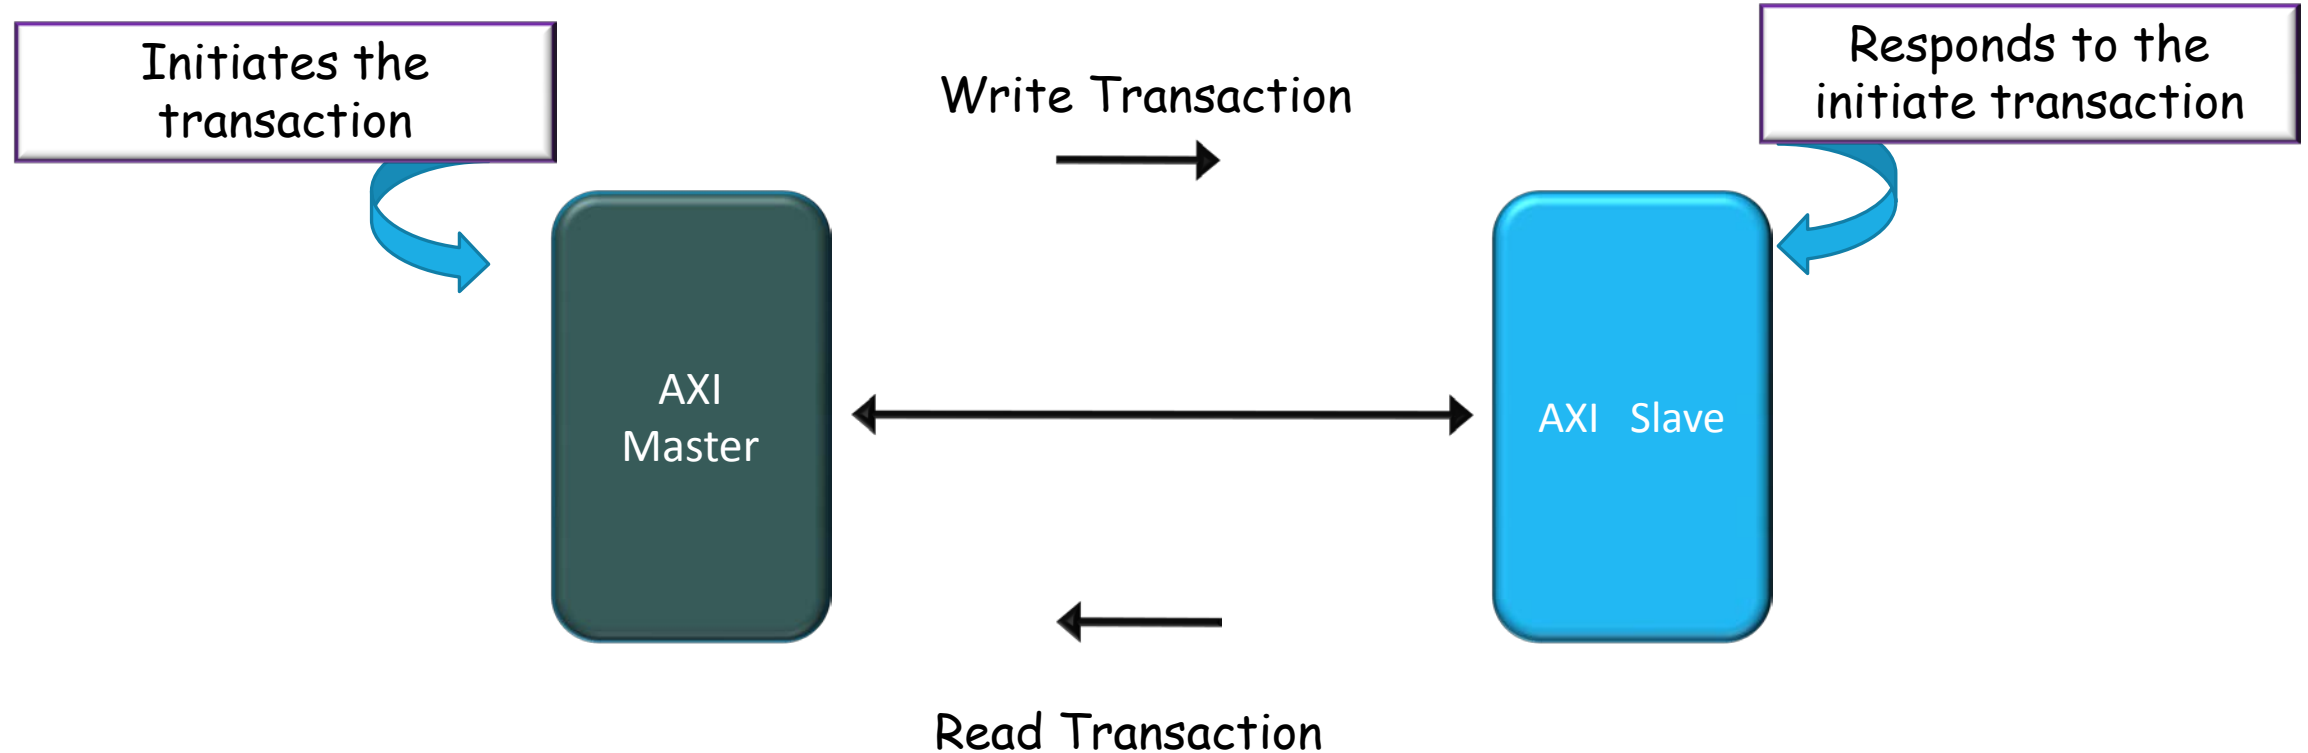 Initiates the
transaction
Responds to the
initiate transaction
Write Transaction
AXI
Master
AXI Slave
Read Transaction